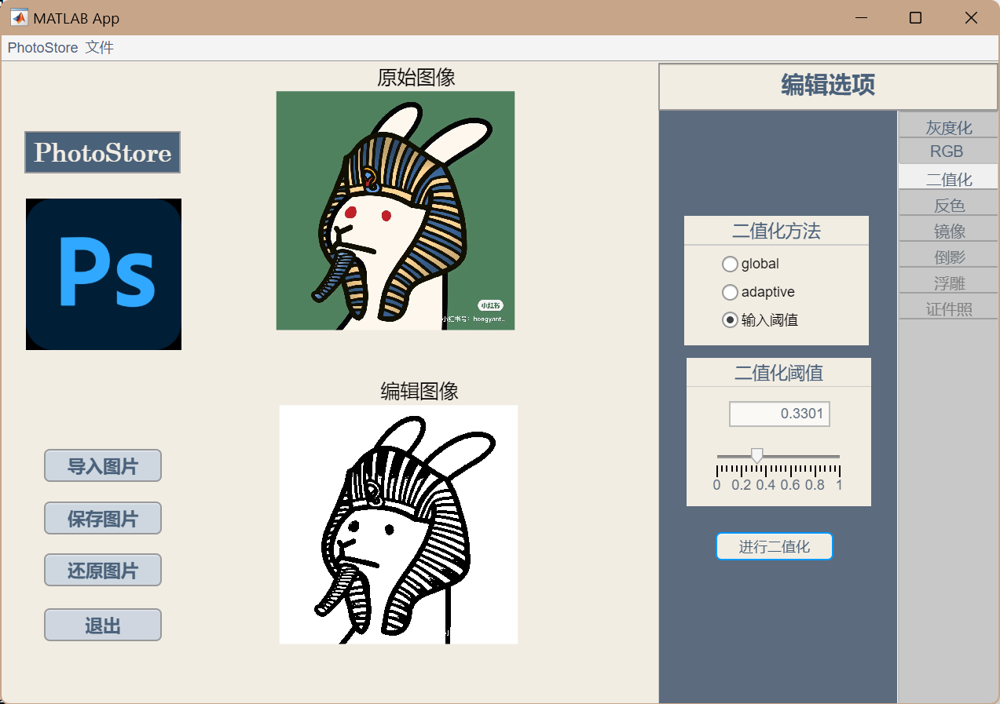 MATLAB App
PhotoStore 文件
PhotoStore
Ps
导入图片
保存图片
还原图片
退出
原始图像
小红书
小红书号：hongyant..
编辑图像
编辑选项
二值化方法
global
adaptive
输入阈值
二值化阈值
0.3301
0 0.2 0.4 0.6 0.8 1
进行二值化
灰度化
RGB
二值化
反色
镜像
倒影
浮雕
证件照